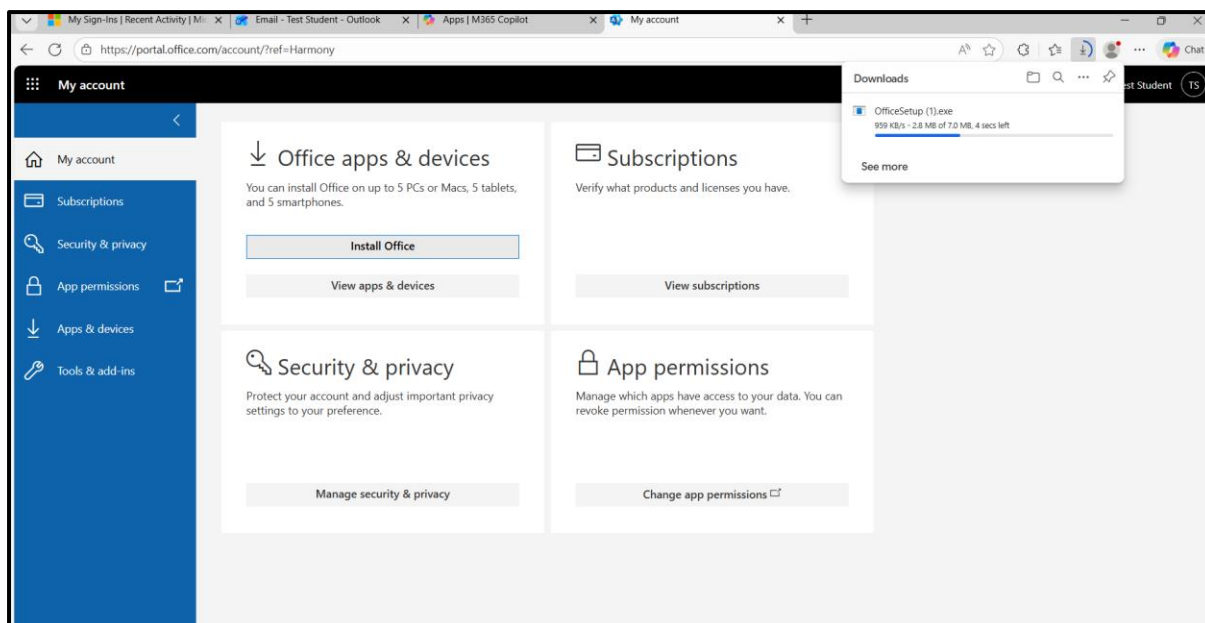 My Sign-Ins | Recent Activity | Mic
Email - Test Student - Outlook
Apps | M365 Copilot
My account
https://portal.office.com/account/?ref=Harmony
Chat
My account
est Student
TS
Downloads
OfficeSetup (1).exe
959 KB/s - 2.8 MB of 7.0 MB, 4 secs left
See more
My account
Subscriptions
Security & privacy
App permissions
Apps & devices
Tools & add-ins
Office apps & devices
You can install Office on up to 5 PCs or Macs, 5 tablets,
and 5 smartphones.
Install Office
View apps & devices
Subscriptions
Verify what products and licenses you have.
View subscriptions
Security & privacy
Protect your account and adjust important privacy
settings to your preference.
Manage security & privacy
App permissions
Manage which apps have access to your data. You can
revoke permission whenever you want.
Change app permissions